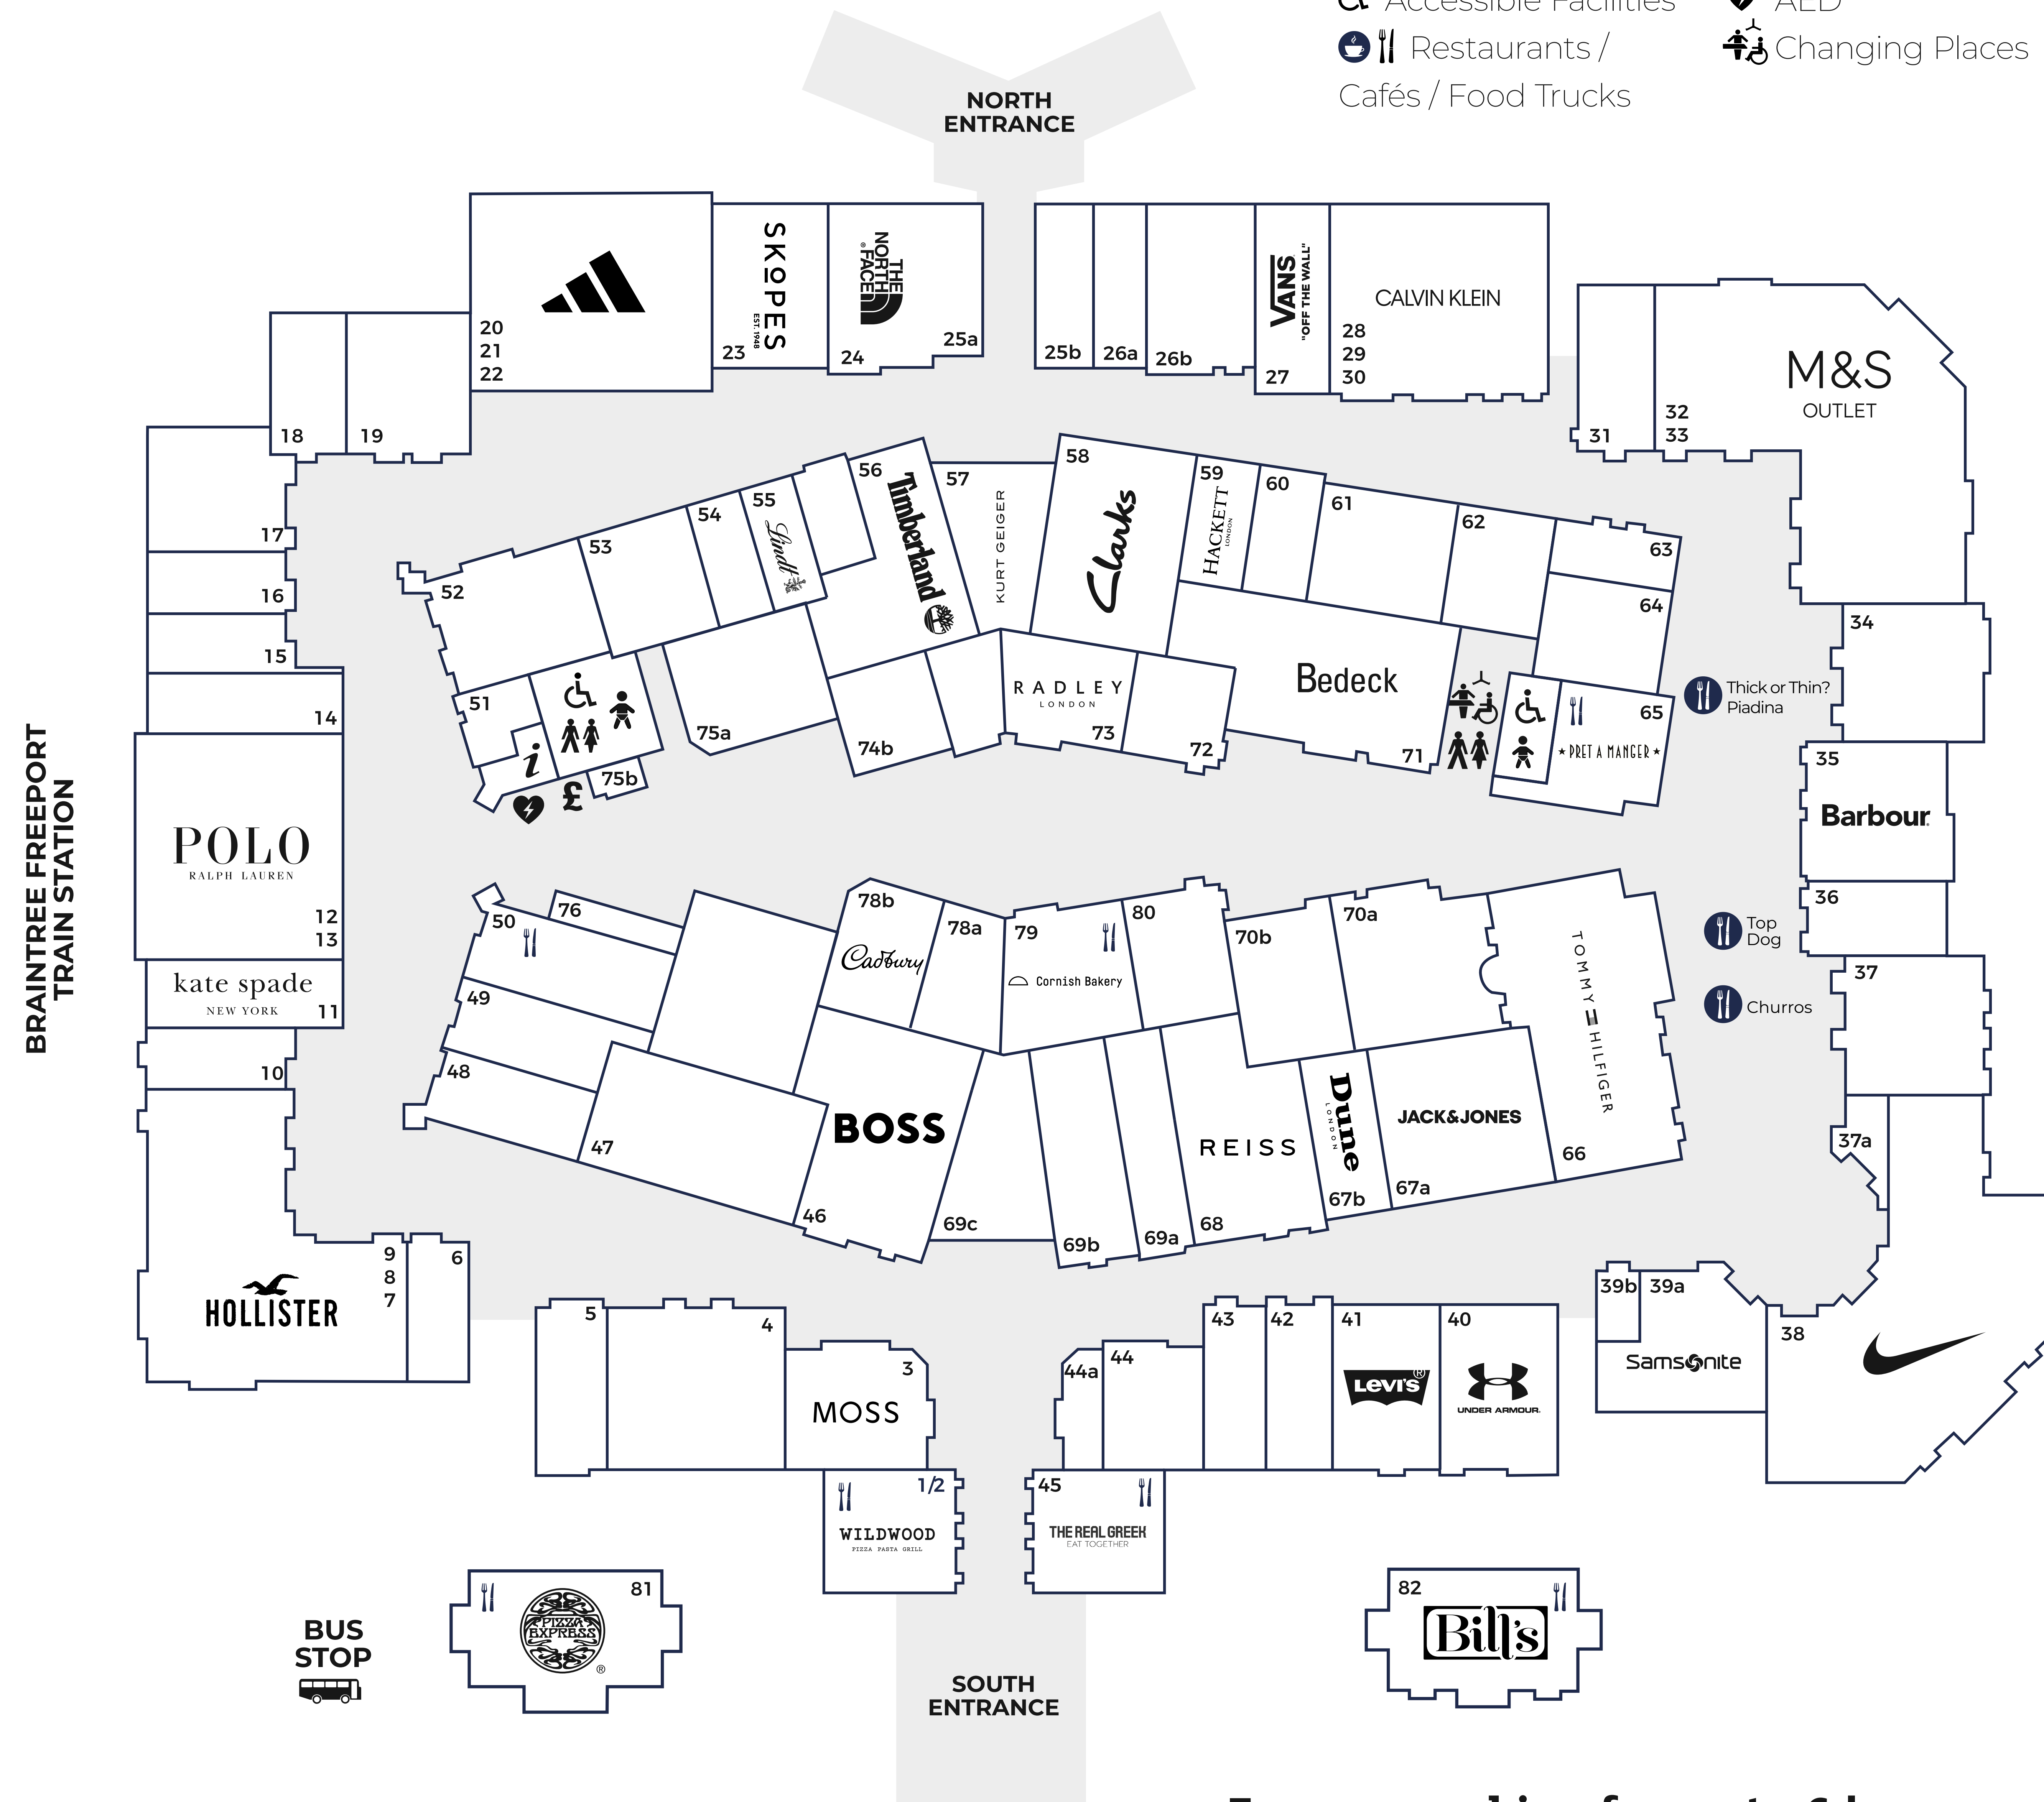 Accessible Facilities
AED
Restaurants /
Cafés / Food Trucks
Changing Places
NORTH
ENTRANCE
20
21
22
23
SKOPES
EST. 1948
24
THE
NORTH
FACE
®
25a
25b
26a
26b
27
VANS
"OFF THE WALL"
CALVIN KLEIN
28
29
30
31
32
33
M&S
OUTLET
18
19
17
16
15
14
POLO
RALPH LAUREN
12
13
kate spade
NEW YORK
11
10
BRAINTREE FREEPORT
TRAIN STATION
52
53
54
55
Lindt
56
Timberland
57
KURT GEIGER
58
Clarks
59
HACKETT
LONDON
60
61
62
63
64
51
i
£
75b
75a
74b
RADLEY
LONDON
73
72
Bedeck
71
65
PRET A MANGER
Thick or Thin?
Piadina
34
35
Barbour
36
Top
Dog
37
Churros
37a
50
76
49
48
47
78b
Cadbury
78a
79
Cornish Bakery
80
70b
70a
TOMMY HILFIGER
66
BOSS
46
69c
69b
69a
REISS
68
Dune
LONDON
67b
JACK&JONES
67a
HOLLISTER
9
8
7
6
5
4
3
MOSS
44a
44
43
42
41
LEVI'S
®
40
UNDER ARMOUR.
39b
39a
Samsonite
38
1/2
WILDWOOD
PIZZA PASTA GRILL
45
THE REAL GREEK
EAT TOGETHER
BUS
STOP
81
PIZZA
EXPRESS
®
82
Bill's
SOUTH
ENTRANCE